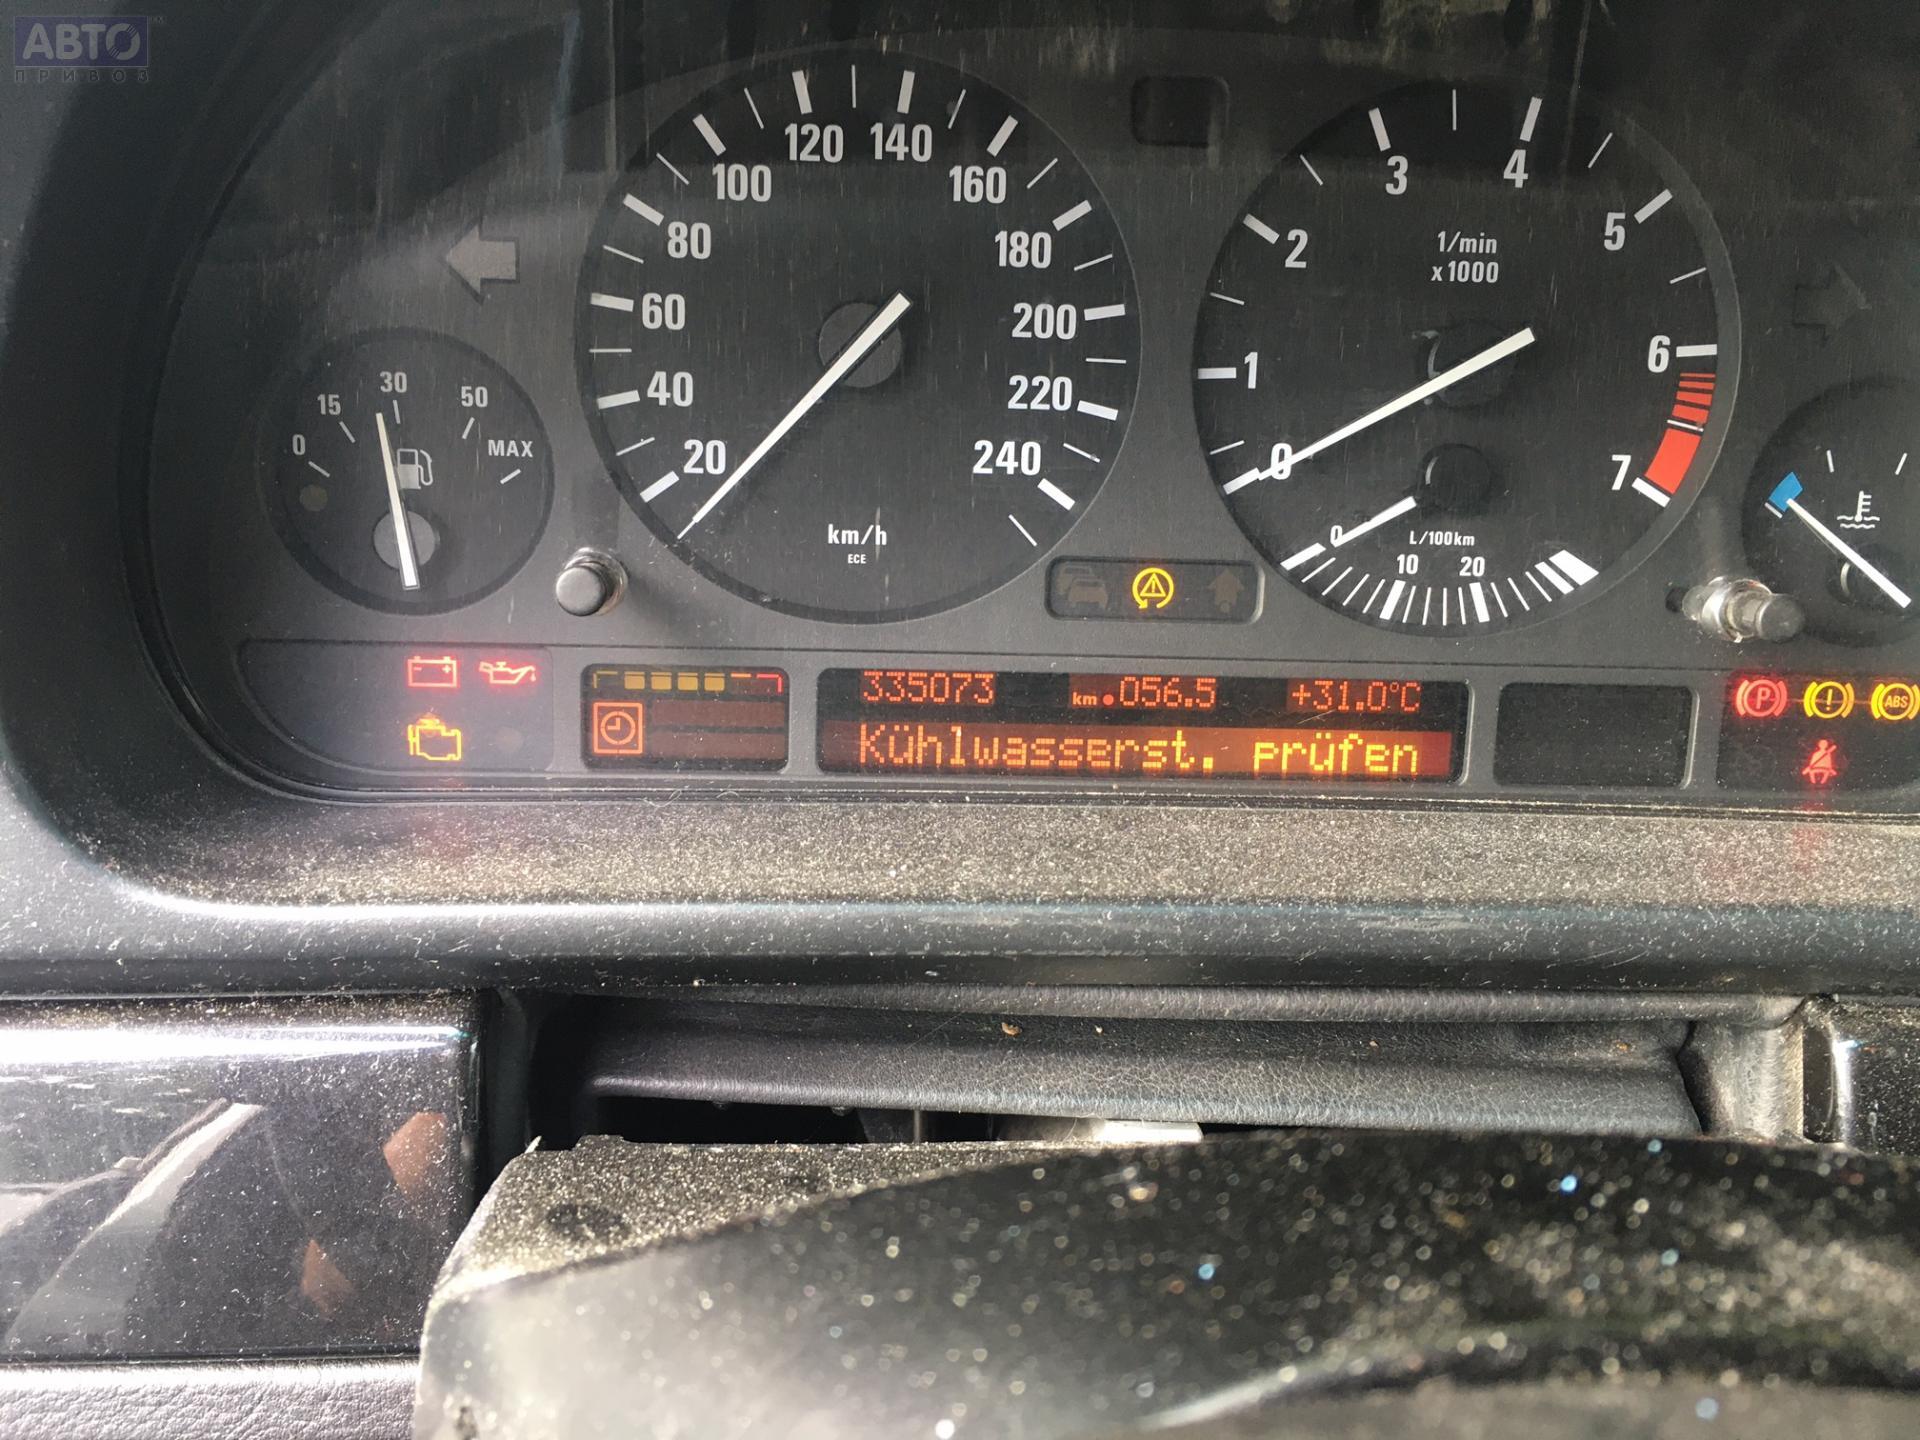 АВТО
ПРИВОЗ
0
15
30
50
MAX
20
40
60
80
100
120
140
160
180
200
220
240
km/h
ECE
0
1
2
3
4
5
6
7
1/min
x1000
L/100km
0
10
20
335073 km 056.5 +31.0°C
Kühlwasserst. prüfen
P
ABS